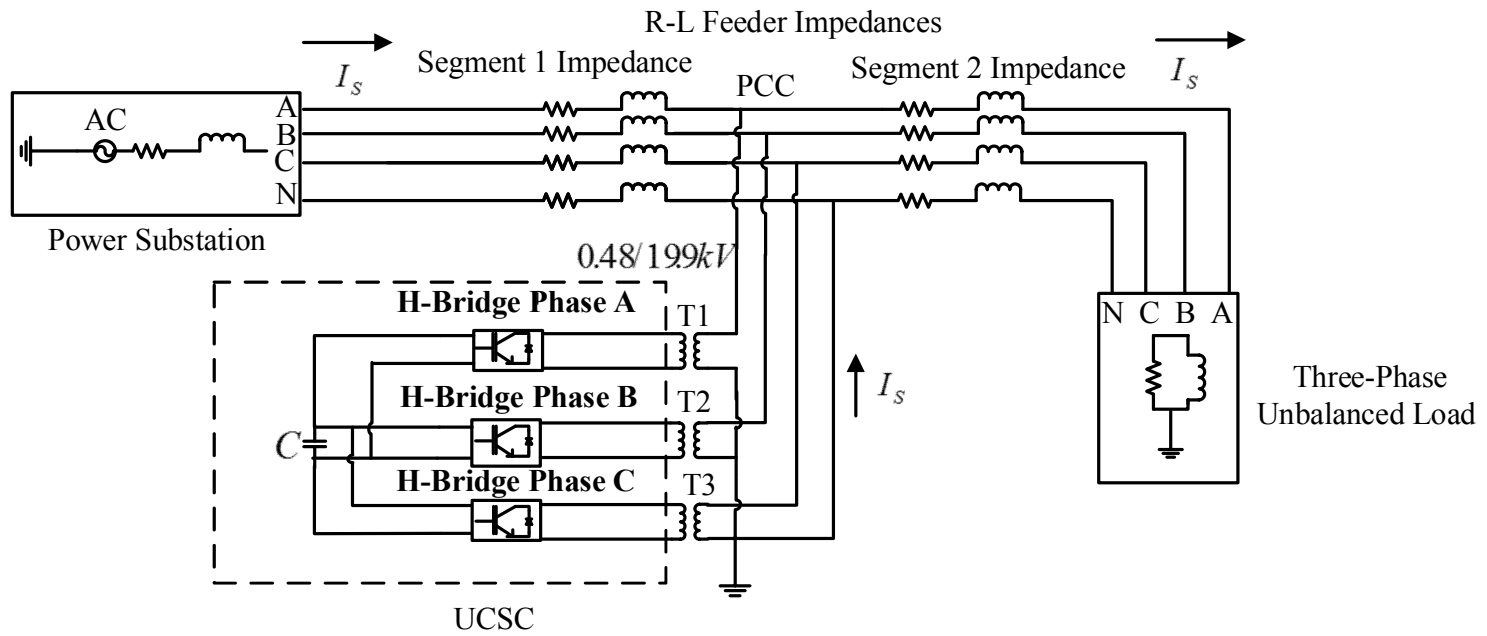 R-L Feeder Impedances
I_S
Segment 1 Impedance
PCC
Segment 2 Impedance
I_S
AC
A
B
C
N
Power Substation
0.48/19.9kV
H-Bridge Phase A
T1
H-Bridge Phase B
T2
C
H-Bridge Phase C
T3
I_S
UCSC
N C B A
Three-Phase
Unbalanced Load